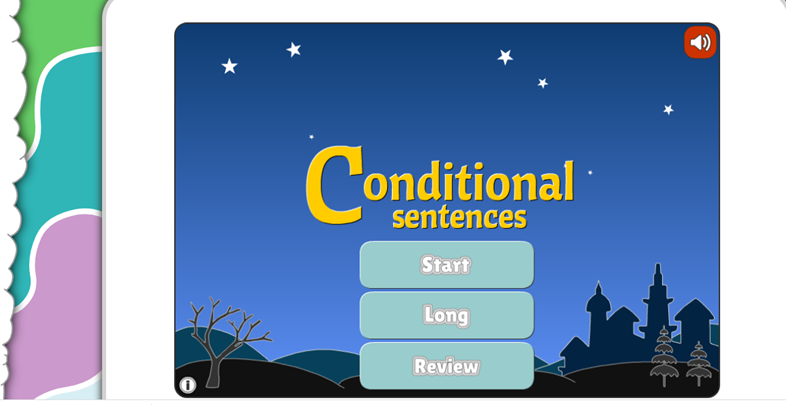 Conditional
sentences
Start
Long
Review
i